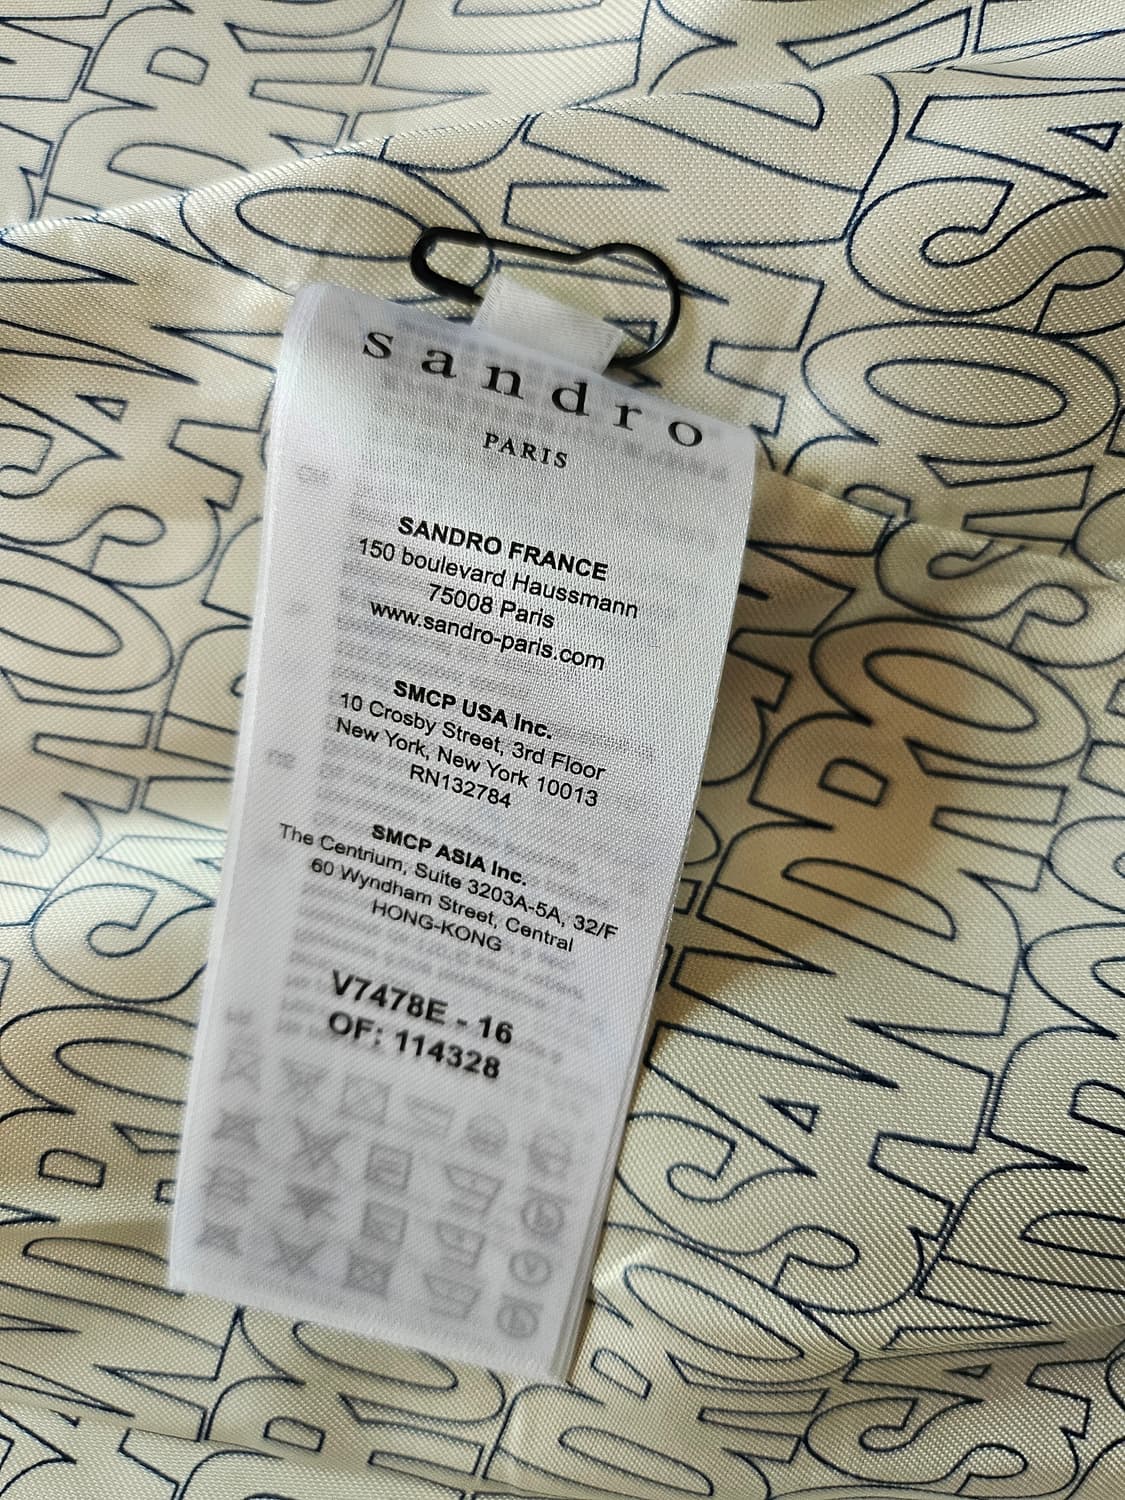 sandro
PARIS
SANDRO FRANCE
150 boulevard Haussmann
75008 Paris
www.sandro-paris.com
SMCP USA Inc.
10 Crosby Street, 3rd Floor
New York, New York 10013
RN132784
SMCP ASIA Inc.
The Centrium, Suite 3203A-5A, 32/F
60 Wyndham Street, Central
HONG-KONG
V7478E - 16
OF: 114328